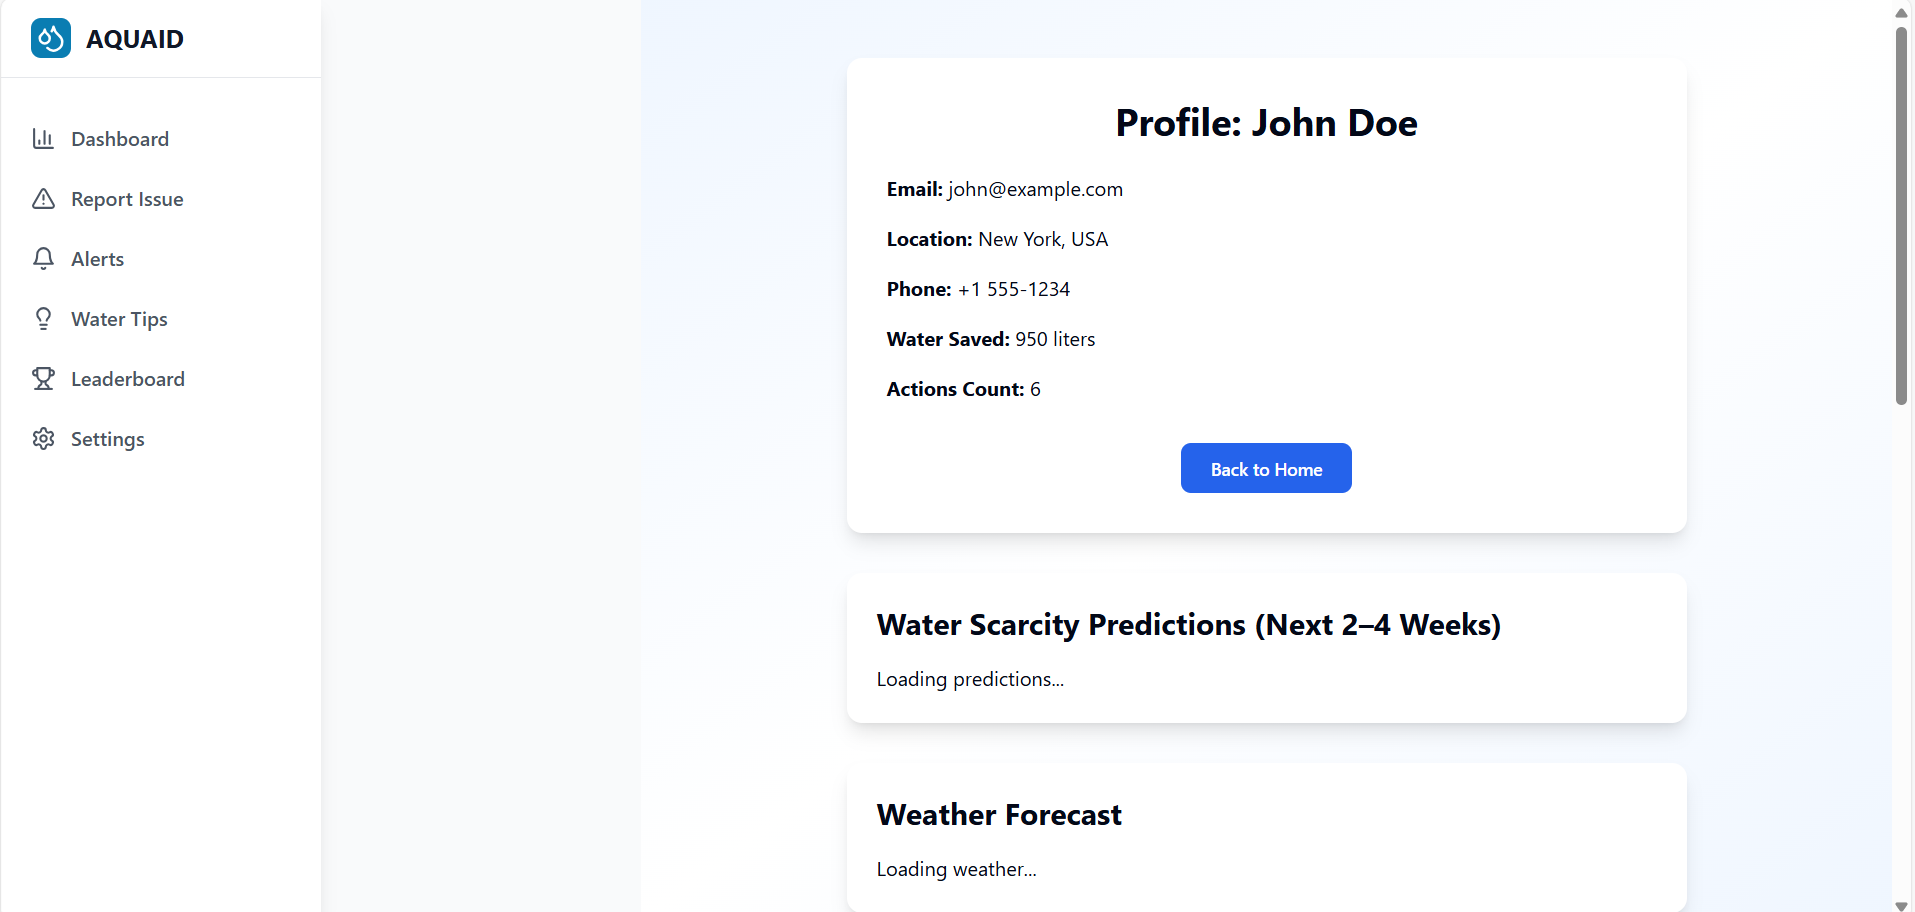 AQUAID
Dashboard
Report Issue
Alerts
Water Tips
Leaderboard
Settings
Profile: John Doe
Email: john@example.com
Location: New York, USA
Phone: +1 555-1234
Water Saved: 950 liters
Actions Count: 6
Back to Home
Water Scarcity Predictions (Next 2–4 Weeks)
Loading predictions...
Weather Forecast
Loading weather...